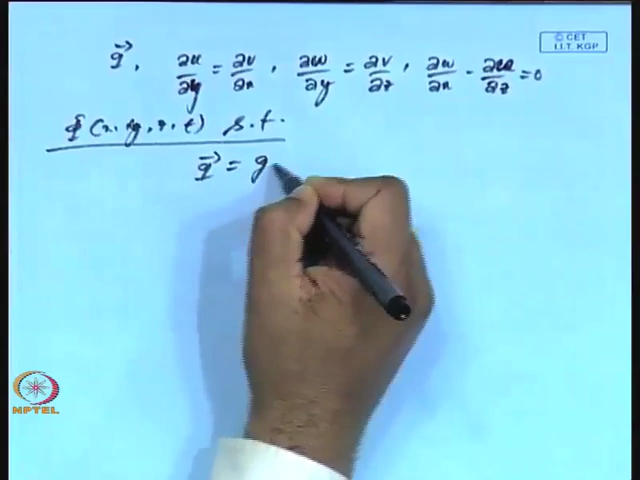 © CET
I.I.T. KGP
q⃗, ∂u/∂y = ∂v/∂x, ∂w/∂y = ∂v/∂z, ∂w/∂x - ∂u/∂z = 0
Φ(x, y, z, t) s.t.
q⃗ = g
NPTEL